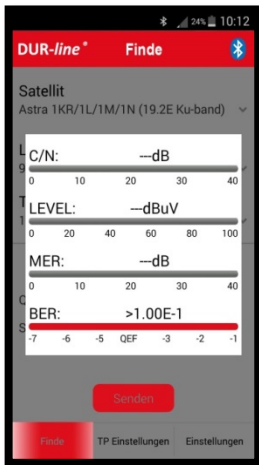 24% 10:12
DUR-line® Finde
Satellit
Astra 1KR/1L/1M/1N (19.2E Ku-band)
C/N: ---dB
0 10 20 30 40
LEVEL: ---dBuV
0 20 40 60 80 100
MER: ---dB
0 10 20 30 40
BER: >1.00E-1
-7 -6 -5 QEF -3 -2 -1
Senden
Finde TP Einstellungen Einstellungen